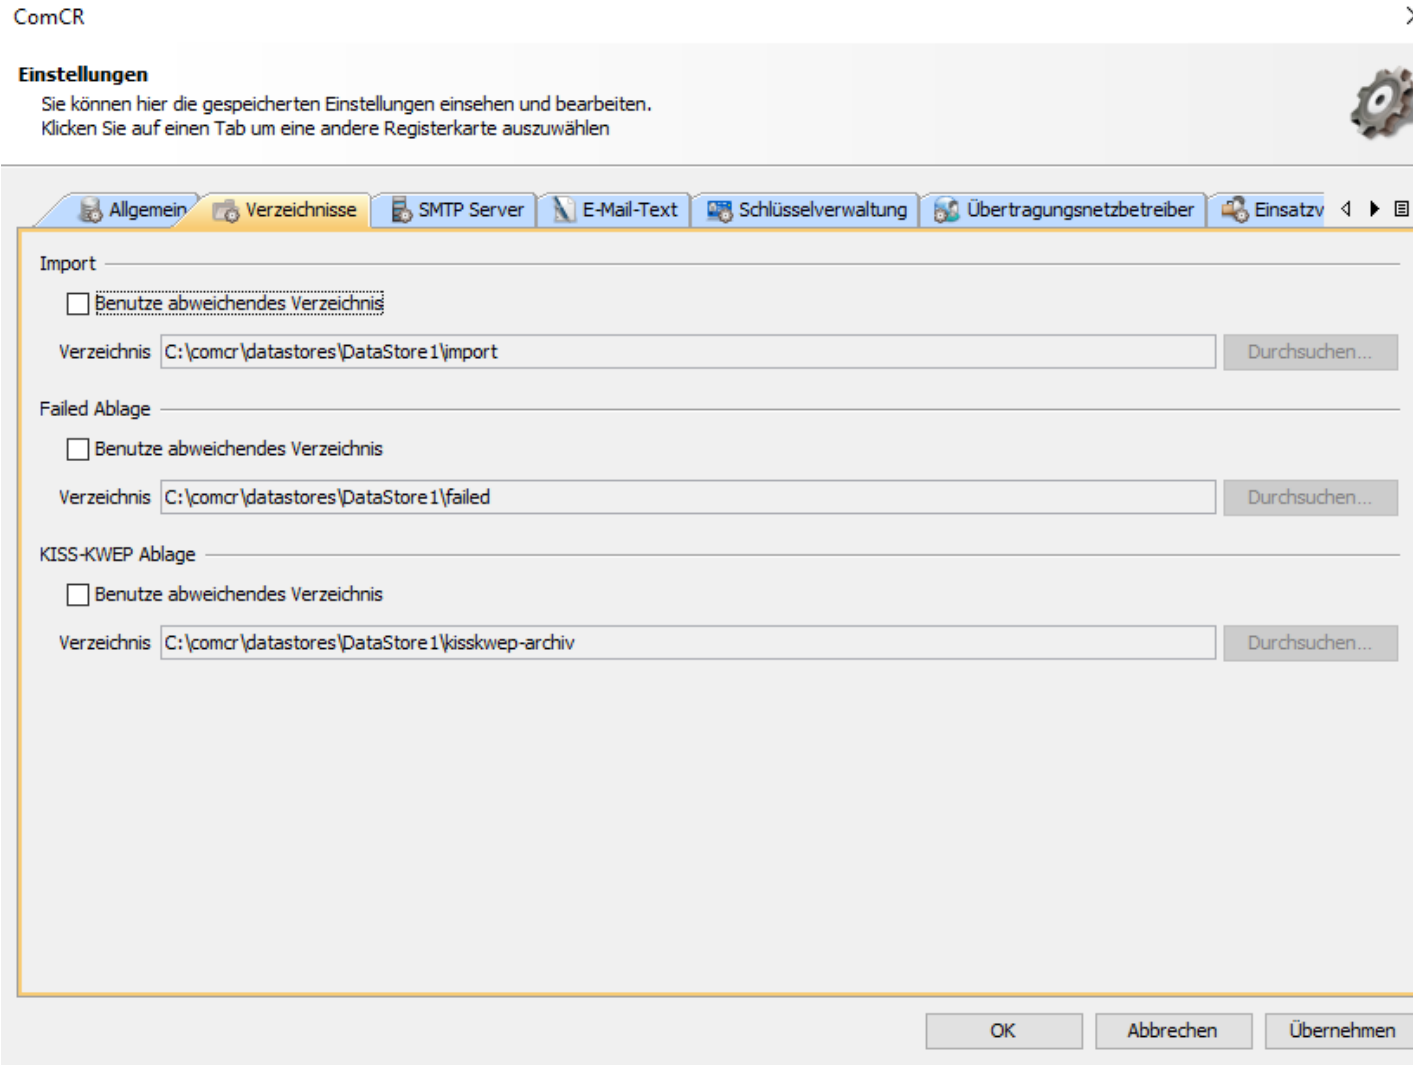 ComCR
Einstellungen
Sie können hier die gespeicherten Einstellungen einsehen und bearbeiten.
Klicken Sie auf einen Tab um eine andere Registerkarte auszuwählen
Allgemein Verzeichnisse SMTP Server E-Mail-Text Schlüsselverwaltung Übertragungsnetzbetreiber Einsatzv
Import
Benutze abweichendes Verzeichnis
Verzeichnis C:\comcr\datastores\DataStore1\import Durchsuchen...
Failed Ablage
Benutze abweichendes Verzeichnis
Verzeichnis C:\comcr\datastores\DataStore1\failed Durchsuchen...
KISS-KWEP Ablage
Benutze abweichendes Verzeichnis
Verzeichnis C:\comcr\datastores\DataStore1\kisskwep-archiv Durchsuchen...
OK Abbrechen Übernehmen